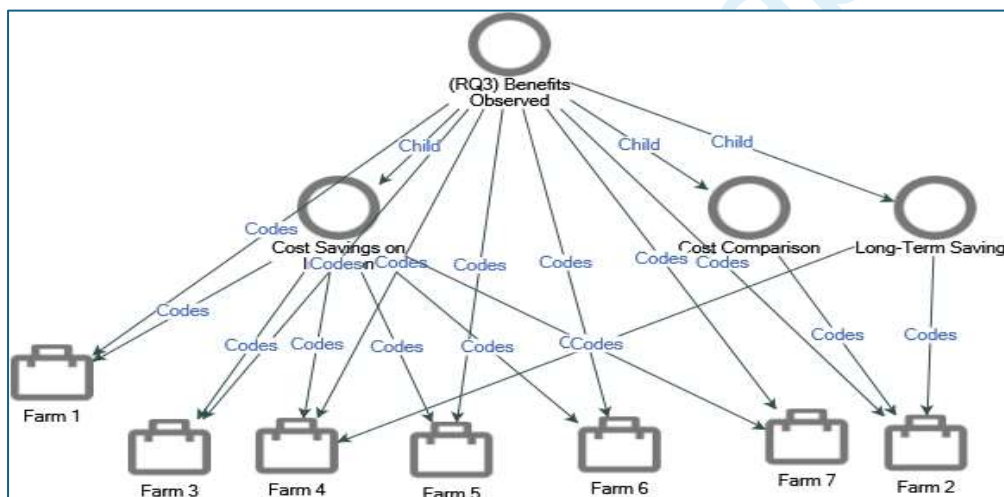 (RQ3) Benefits
Observed
Child
Child
Child
Codes
Cost Savings on
Cost Comparison
Long-Term Saving
Codes
Codes
Codes
Codes
Codes
Codes
Codes
Codes
Codes
Codes
Codes
Codes
Codes
Codes
Farm 1
Farm 3
Farm 4
Farm 5
Farm 6
Farm 7
Farm 2